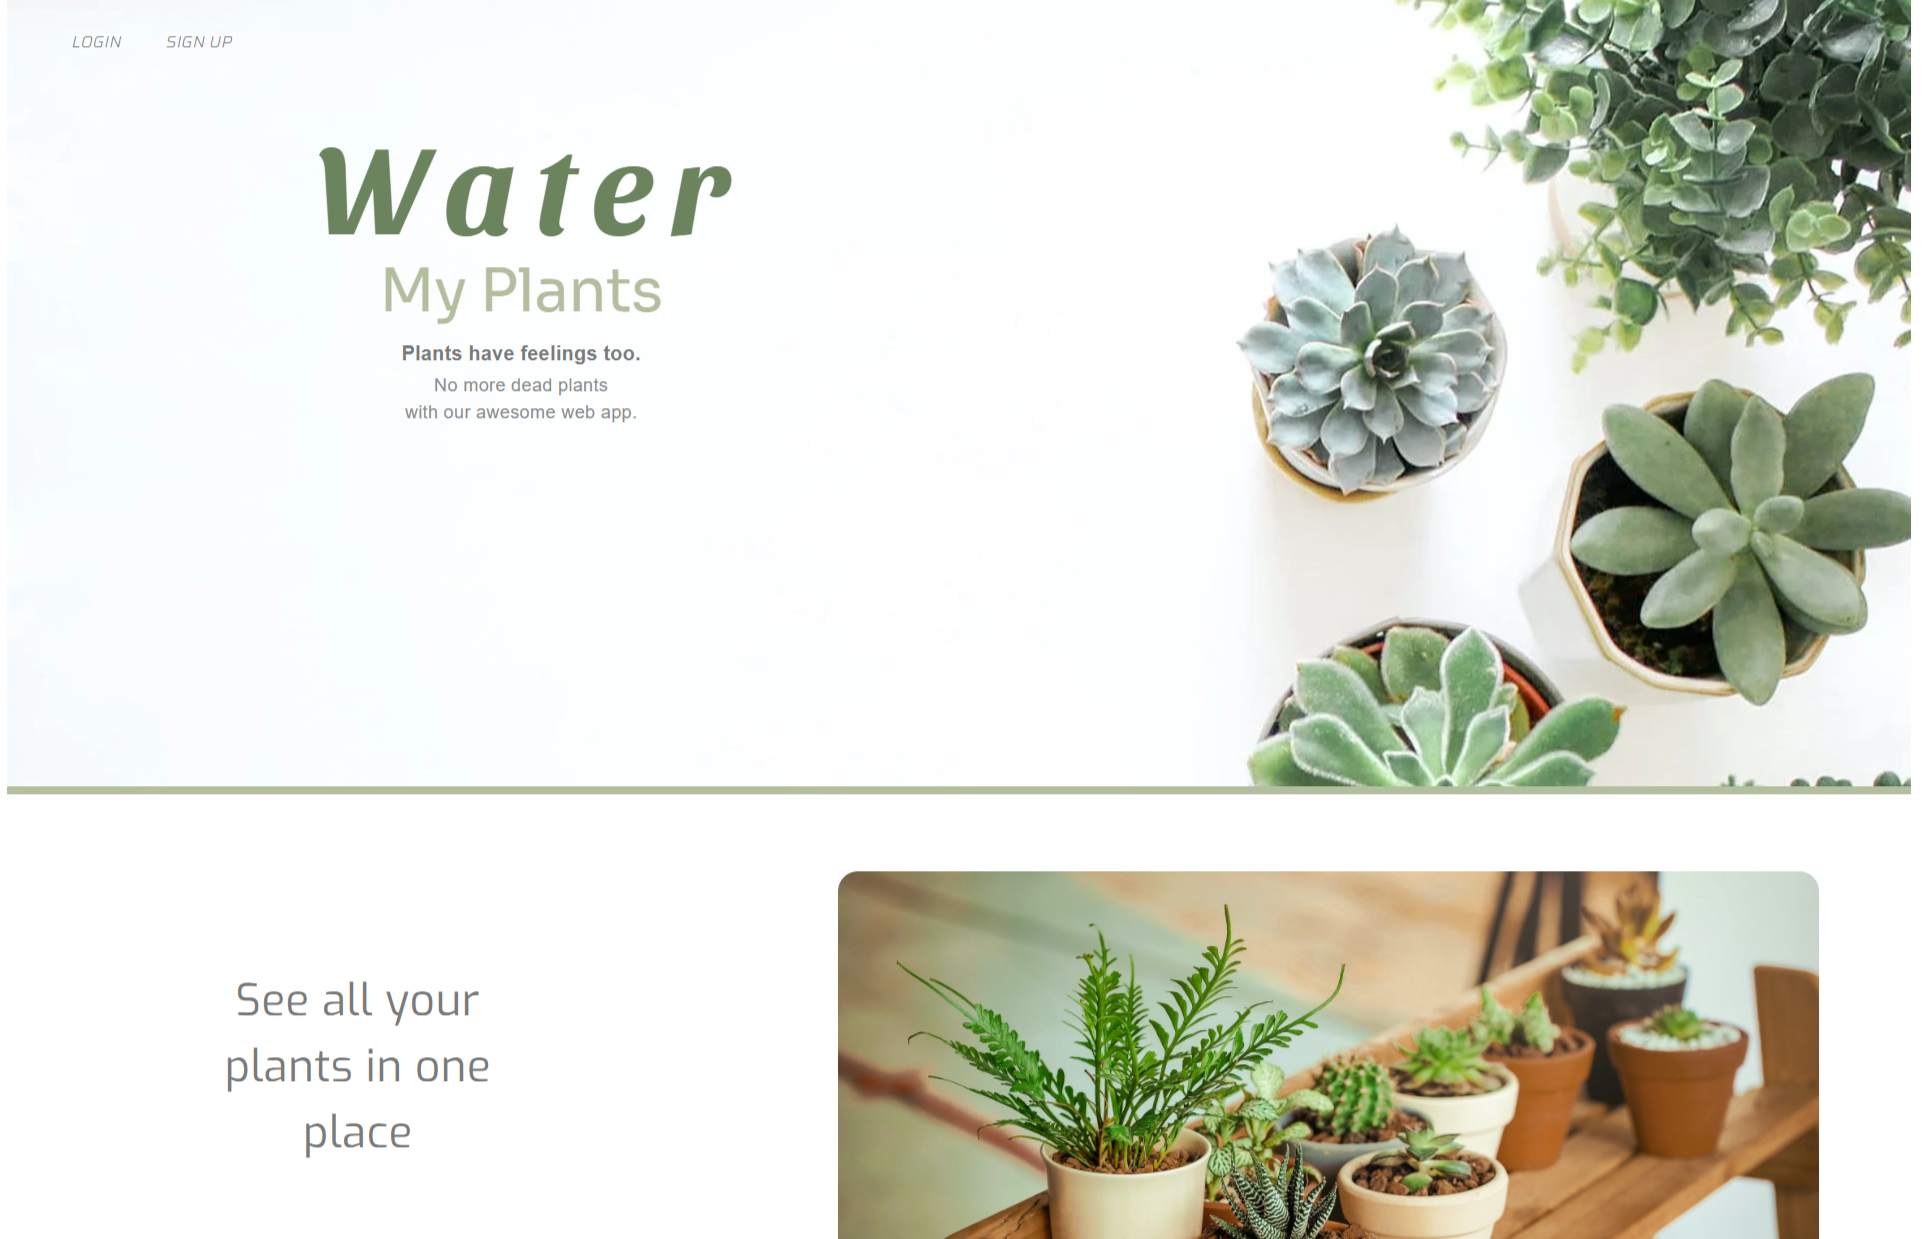 LOGIN SIGN UP
Water
My Plants
Plants have feelings too.
No more dead plants
with our awesome web app.
See all your
plants in one
place